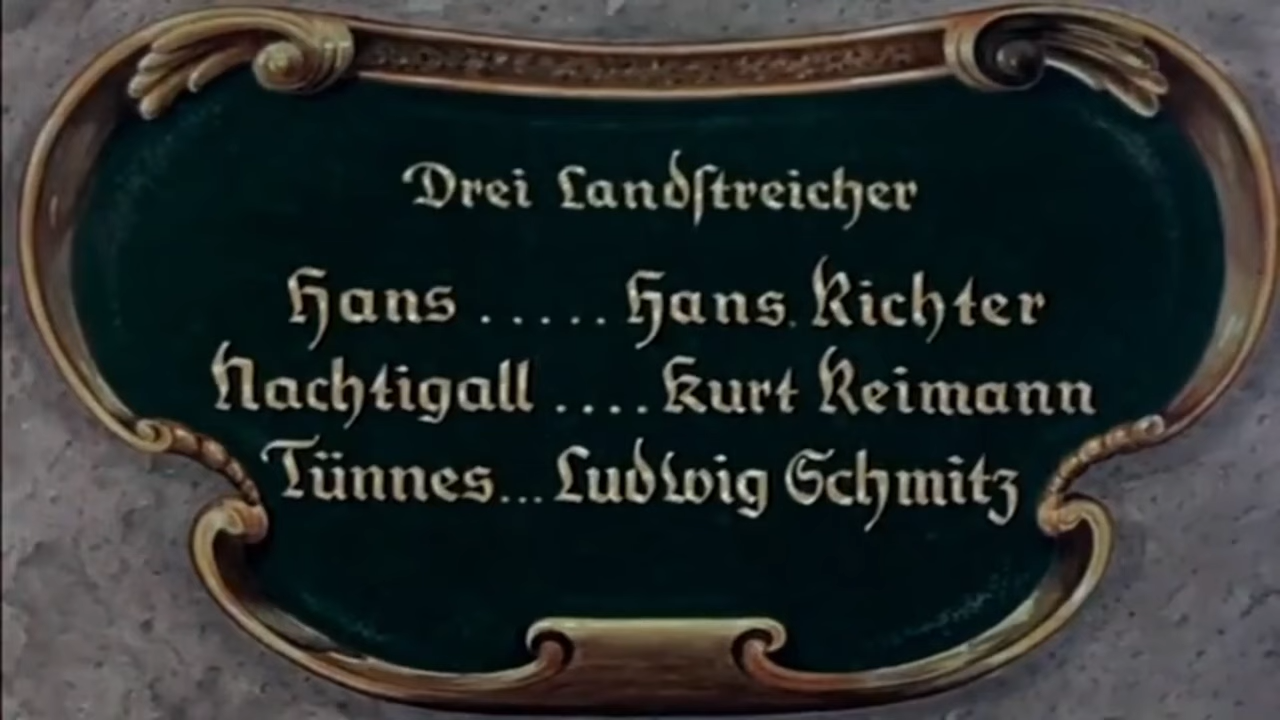 Drei Landſtreicher
Hans ..... Hans Richter
Nachtigall .... Kurt Reimann
Tünnes... Ludwig Schmitz